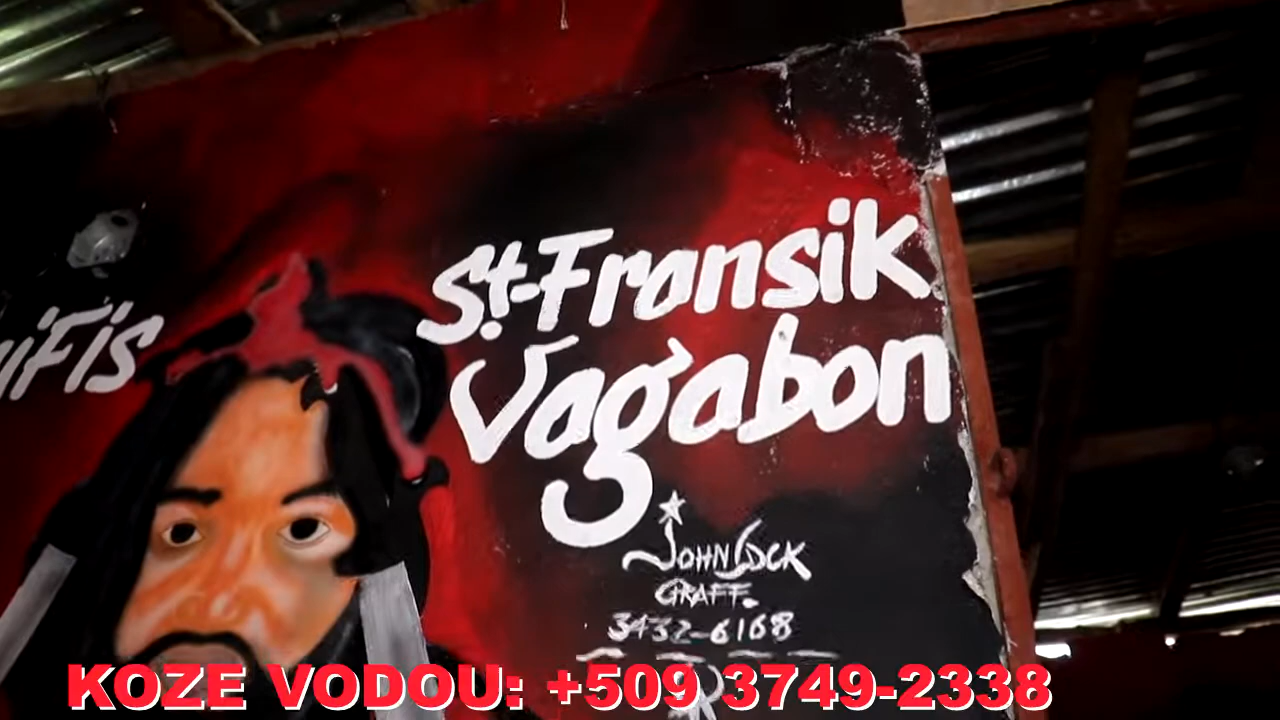 St-Fransik
Vagabon
JOHN LOCK
GRAFF.
3432-6168
KOZE VODOU: +509 3749-2338